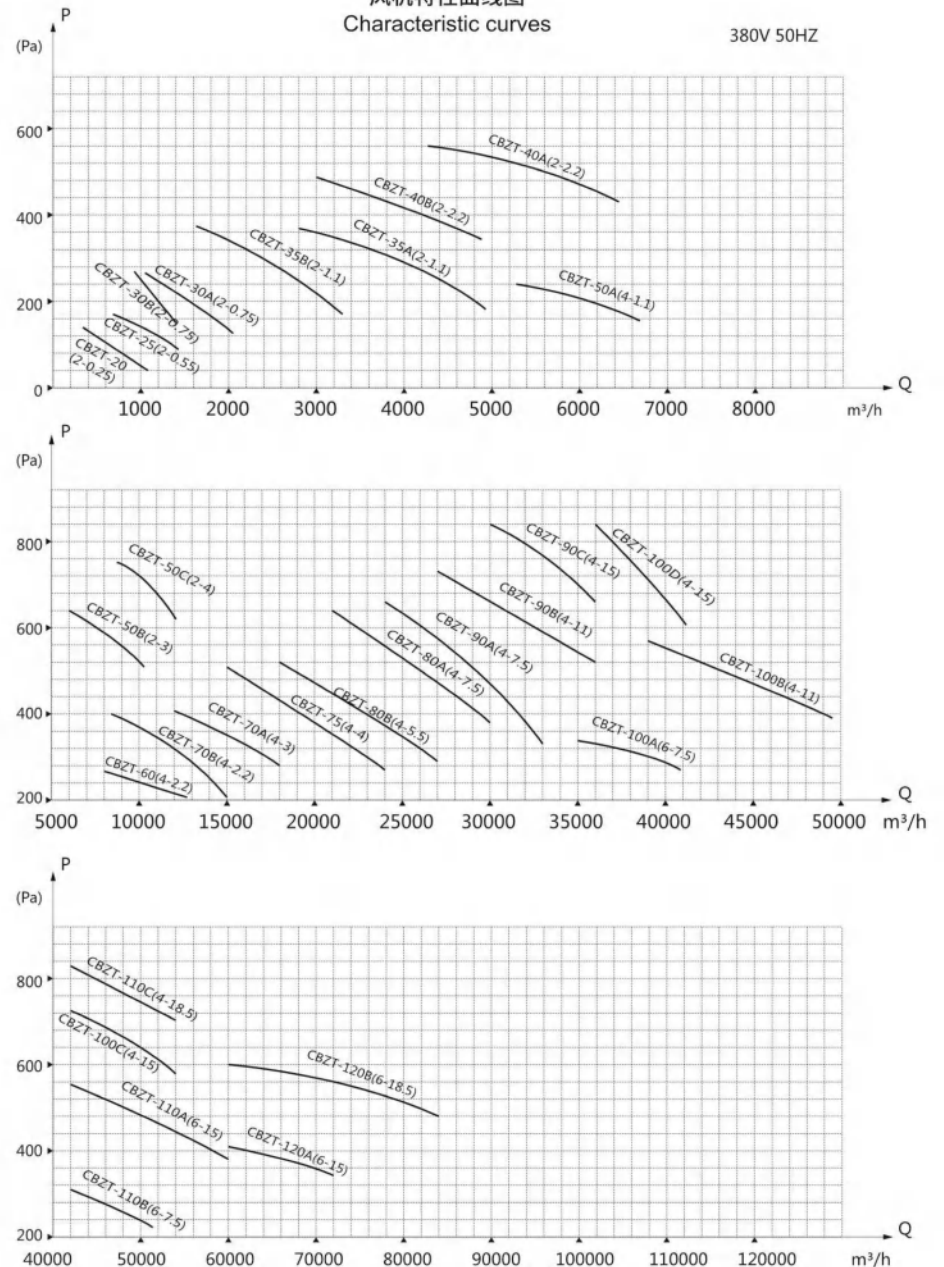 风机特性曲线图
Characteristic curves
380V 50HZ
P
(Pa)
600
400
200
0
CBZT-40A(2-2.2)
CBZT-40B(2-2.2)
CBZT-35A(2-1.1)
CBZT-35B(2-1.1)
CBZT-50A(4-1.1)
CBZT-30A(2-0.75)
CBZT-30B(2-0.75)
CBZT-25(2-0.55)
CBZT-20
(2-0.25)
1000 2000 3000 4000 5000 6000 7000 8000 m³/h
Q
P
(Pa)
800
600
400
200
CBZT-50C(2-4)
CBZT-50B(2-3)
CBZT-90C(4-15)
CBZT-100D(4-15)
CBZT-90B(4-11)
CBZT-90A(4-7.5)
CBZT-80A(4-7.5)
CBZT-100B(4-11)
CBZT-80B(4-5.5)
CBZT-75(4-4)
CBZT-70A(4-3)
CBZT-70B(4-2.2)
CBZT-60(4-2.2)
CBZT-100A(6-7.5)
Q
5000 10000 15000 20000 25000 30000 35000 40000 45000 50000 m³/h
P
(Pa)
800
600
400
200
CBZT-110C(4-18.5)
CBZT-100C(4-15)
CBZT-120B(6-18.5)
CBZT-110A(6-15)
CBZT-120A(6-15)
CBZT-110B(6-7.5)
Q
40000 50000 60000 70000 80000 90000 100000 110000 120000 m³/h